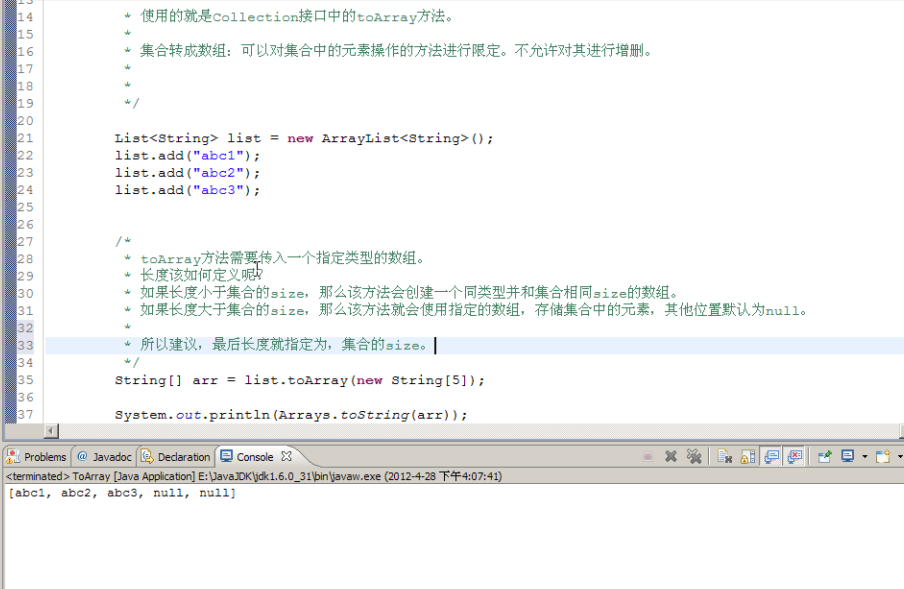 14 * 使用的就是Collection接口中的toArray方法。
15 *
16 * 集合转成数组：可以对集合中的元素操作的方法进行限定。不允许对其进行增删。
17 *
18 *
19 */
20
21 List<String> list = new ArrayList<String>();
22 list.add("abc1");
23 list.add("abc2");
24 list.add("abc3");
25
26
27 /*
28 * toArray方法需要传入一个指定类型的数组。
29 * 长度该如何定义呢
30 * 如果长度小于集合的size，那么该方法会创建一个同类型并和集合相同size的数组。
31 * 如果长度大于集合的size，那么该方法就会使用指定的数组，存储集合中的元素，其他位置默认为null。
32 *
33 * 所以建议，最后长度就指定为，集合的size。
34 */
35 String[] arr = list.toArray(new String[5]);
36
37 System.out.println(Arrays.toString(arr));
Problems @ Javadoc Declaration Console
<terminated> ToArray [Java Application] E:\JavaJDK\jdk1.6.0_31\bin\javaw.exe (2012-4-28 下午4:07:41)
[abc1, abc2, abc3, null, null]